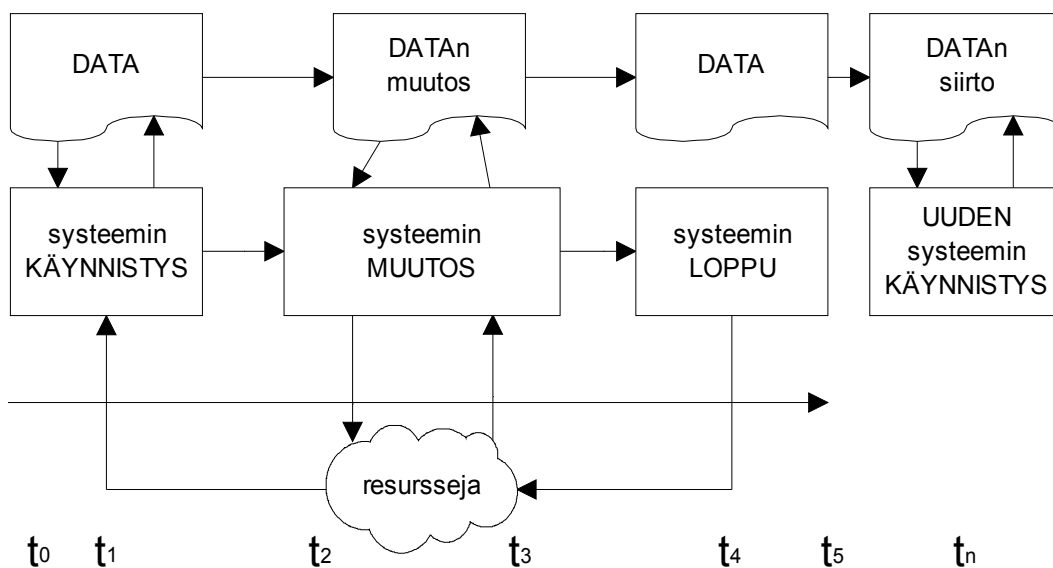 DATA
DATAn
muutos
DATA
DATAn
siirto
systeemin
KÄYNNISTYS
systeemin
MUUTOS
systeemin
LOPPU
UUDEN
systeemin
KÄYNNISTYS
resursseja
t0 t1 t2 t3 t4 t5 tn